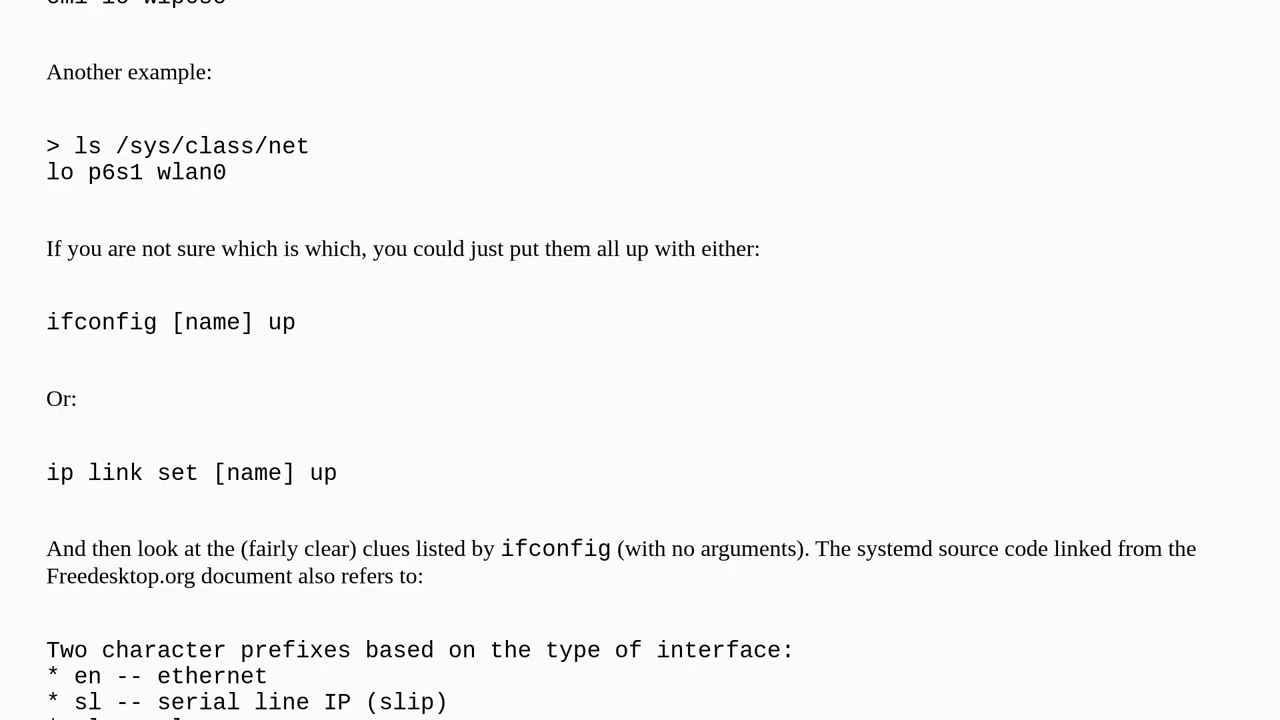 Another example:
> ls /sys/class/net
lo p6s1 wlan0
If you are not sure which is which, you could just put them all up with either:
ifconfig [name] up
Or:
ip link set [name] up
And then look at the (fairly clear) clues listed by ifconfig (with no arguments). The systemd source code linked from the
Freedesktop.org document also refers to:
Two character prefixes based on the type of interface:
* en -- ethernet
* sl -- serial line IP (slip)